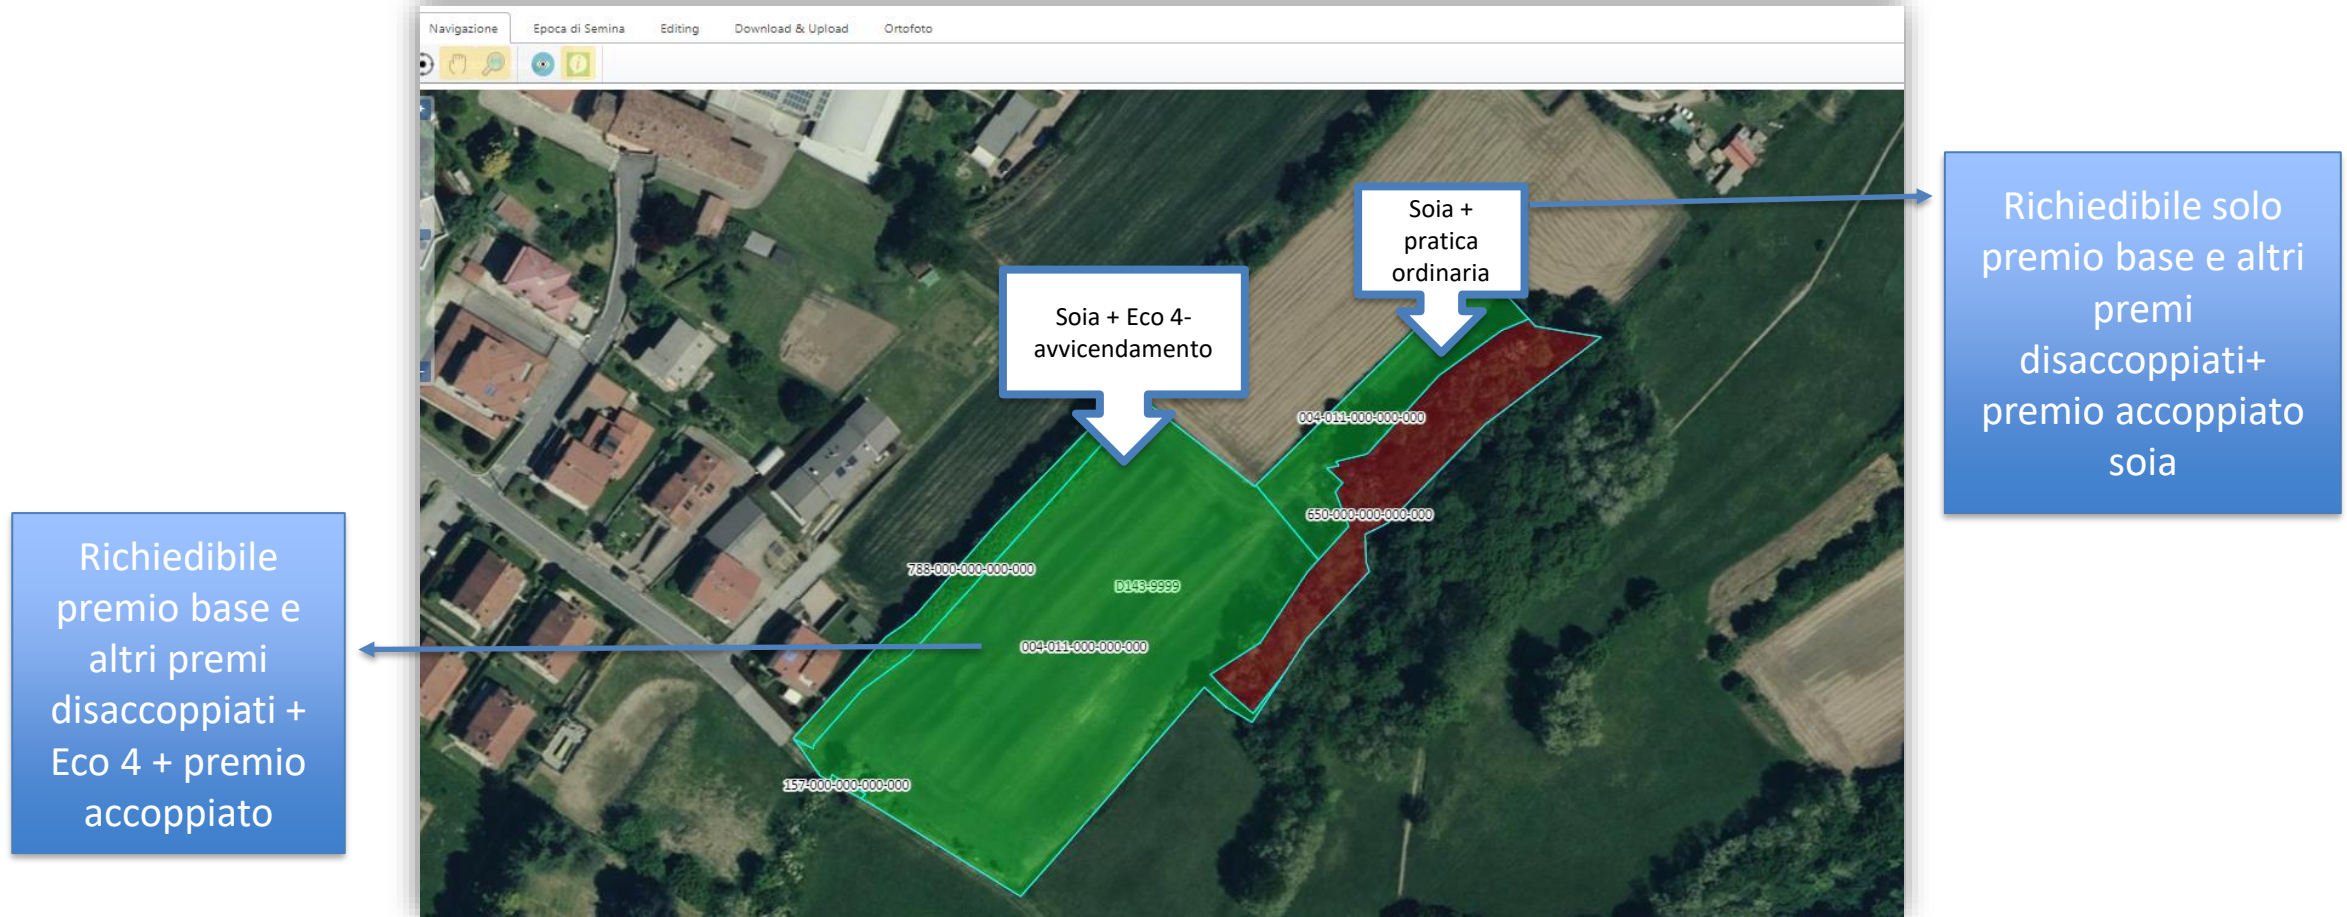 Navigazione Epoca di Semina Editing Download & Upload Ortofoto
Soia +
pratica
ordinaria
Richiedibile solo
premio base e altri
premi
disaccoppiati+
premio accoppiato
soia
Soia + Eco 4-
avvicendamento
004-011-000-000-000
650-000-000-000-000
788-000-000-000-000
D143-9999
004-011-000-000-000
157-000-000-000-000
Richiedibile
premio base e
altri premi
disaccoppiati +
Eco 4 + premio
accoppiato